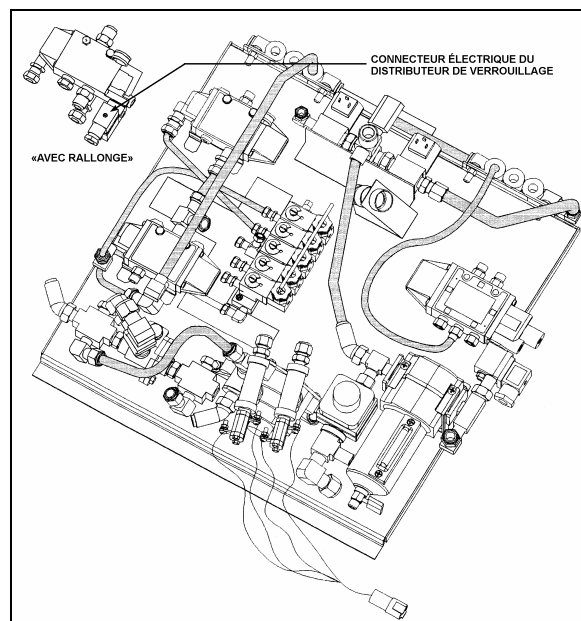 CONNECTEUR ÉLECTRIQUE DU
DISTRIBUTEUR DE VERROUILLAGE
«AVEC RALLONGE»